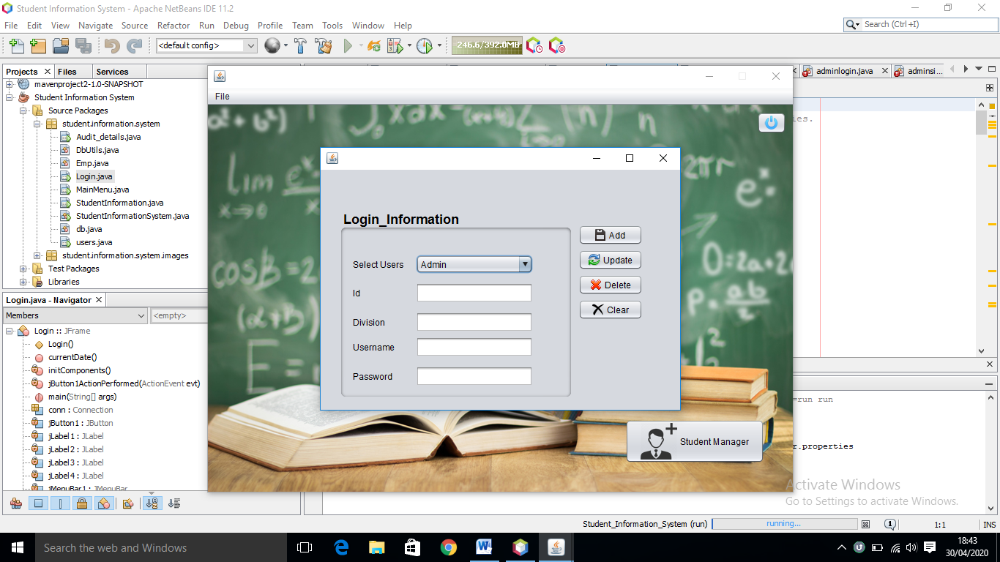 Student Information System - Apache NetBeans IDE 11.2
File Edit View Navigate Source Refactor Run Debug Profile Team Tools Window Help
Search (Ctrl+I)
<default config>
246.6/392.0MB
Projects Files Services
adminlogin.java adminsi...
mavenproject2-1.0-SNAPSHOT
Student Information System
Source Packages
student.information.system
Audit_details.java
DbUtils.java
Emp.java
Login.java
MainMenu.java
StudentInformation.java
StudentInformationSystem.java
db.java
users.java
student.information.system.images
Test Packages
Libraries
Login.java - Navigator
Members
<empty>
Login :: JFrame
Login()
currentDate()
initComponents()
jButton1ActionPerformed(ActionEvent evt)
main(String[] args)
conn : Connection
jButton1 : JButton
jLabel1 : JLabel
jLabel2 : JLabel
jLabel3 : JLabel
jLabel4 : JLabel
jMenuBar1 : JMenuBar
File
Login_Information
Select Users Admin
Id
Division
Username
Password
Add
Update
Delete
Clear
Student Manager
ies.
=run run
r.properties
Activate Windows
Go to Settings to activate Windows.
Student_Information_System (run) running...
1:1 INS
Search the web and Windows
18:43
30/04/2020